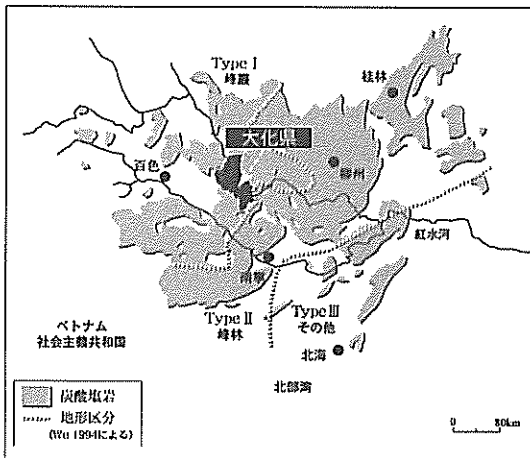 Type I
峰叢
桂林
大化県
百色
柳州
紅水河
南寧
Type II
峰林
Type III
その他
ベトナム
社会主義共和国
北海
北部湾
炭酸塩岩
地形区分
(Wu 1994による)
0 80km